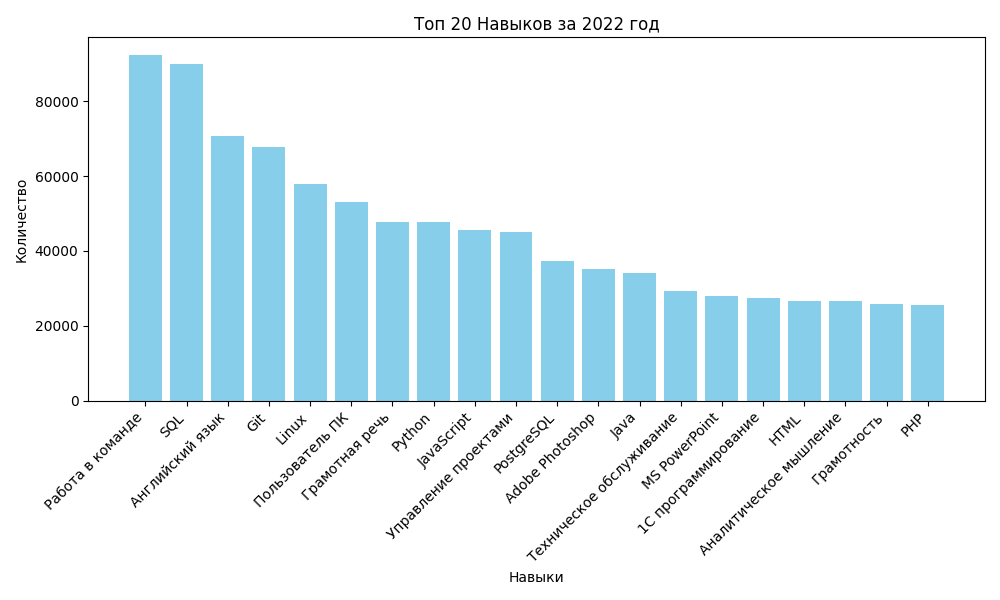 Топ 20 Навыков за 2022 год
Количество
80000
60000
40000
20000
0
Работа в команде
SQL
Английский язык
Git
Linux
Пользователь ПК
Грамотная речь
Python
JavaScript
Управление проектами
PostgreSQL
Adobe Photoshop
Java
Техническое обслуживание
MS PowerPoint
1С программирование
HTML
Аналитическое мышление
Грамотность
PHP
Навыки